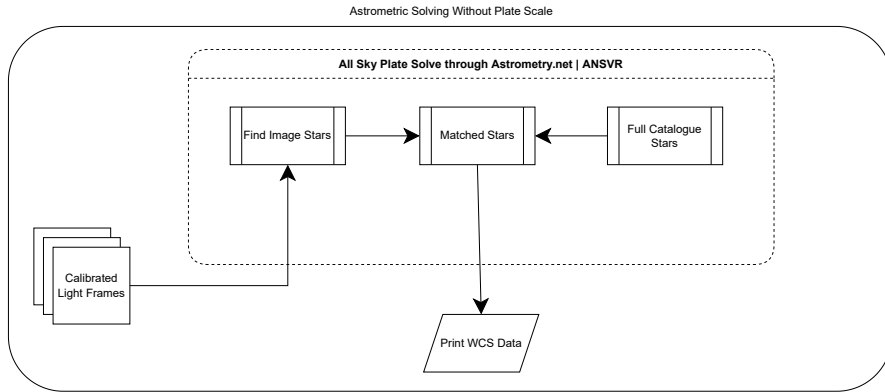 Astrometric Solving Without Plate Scale
All Sky Plate Solve through Astrometry.net | ANSVR
Find Image Stars
Matched Stars
Full Catalogue
Stars
Calibrated
Light Frames
Print WCS Data